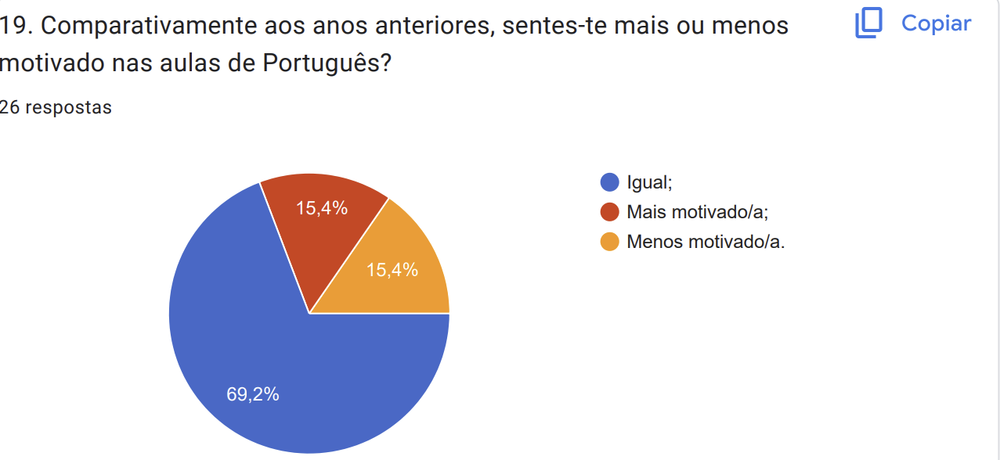 19. Comparativamente aos anos anteriores, sentes-te mais ou menos
motivado nas aulas de Português?
Copiar
26 respostas
15,4%
15,4%
69,2%
Igual;
Mais motivado/a;
Menos motivado/a.